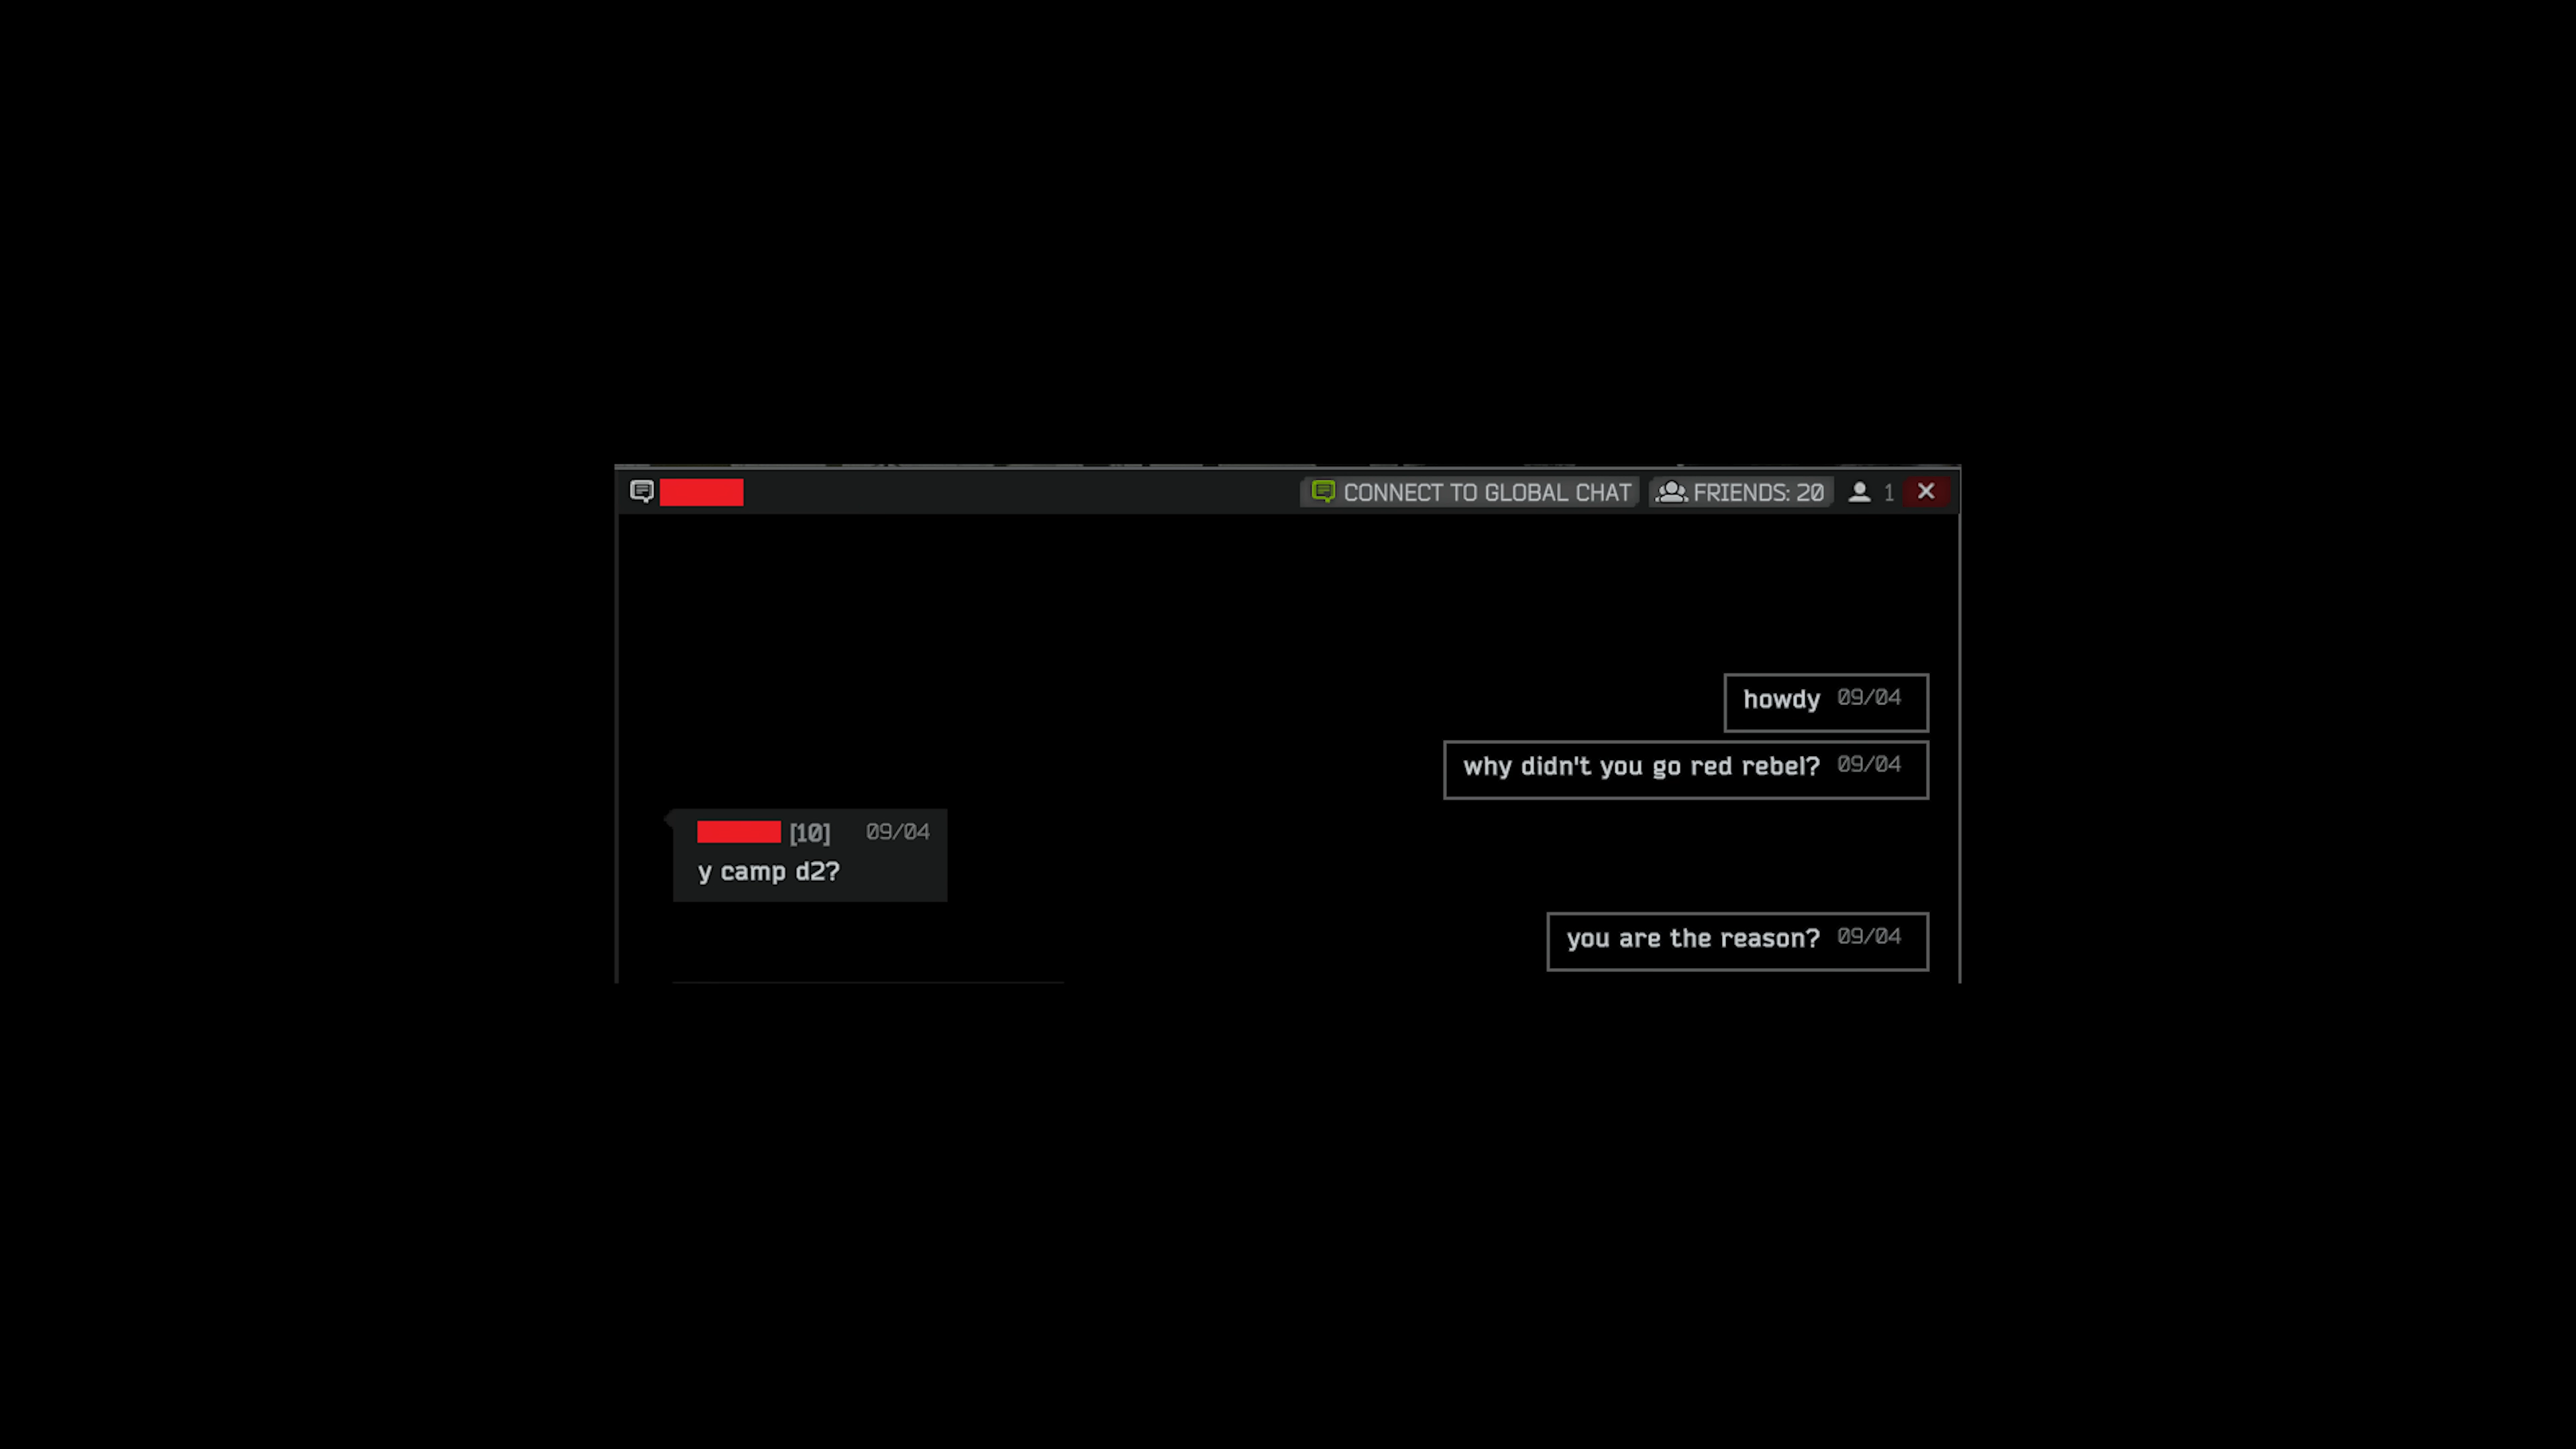 CONNECT TO GLOBAL CHAT FRIENDS: 20 1
howdy 09/04
why didn't you go red rebel? 09/04
[10] 09/04
y camp d2?
you are the reason? 09/04